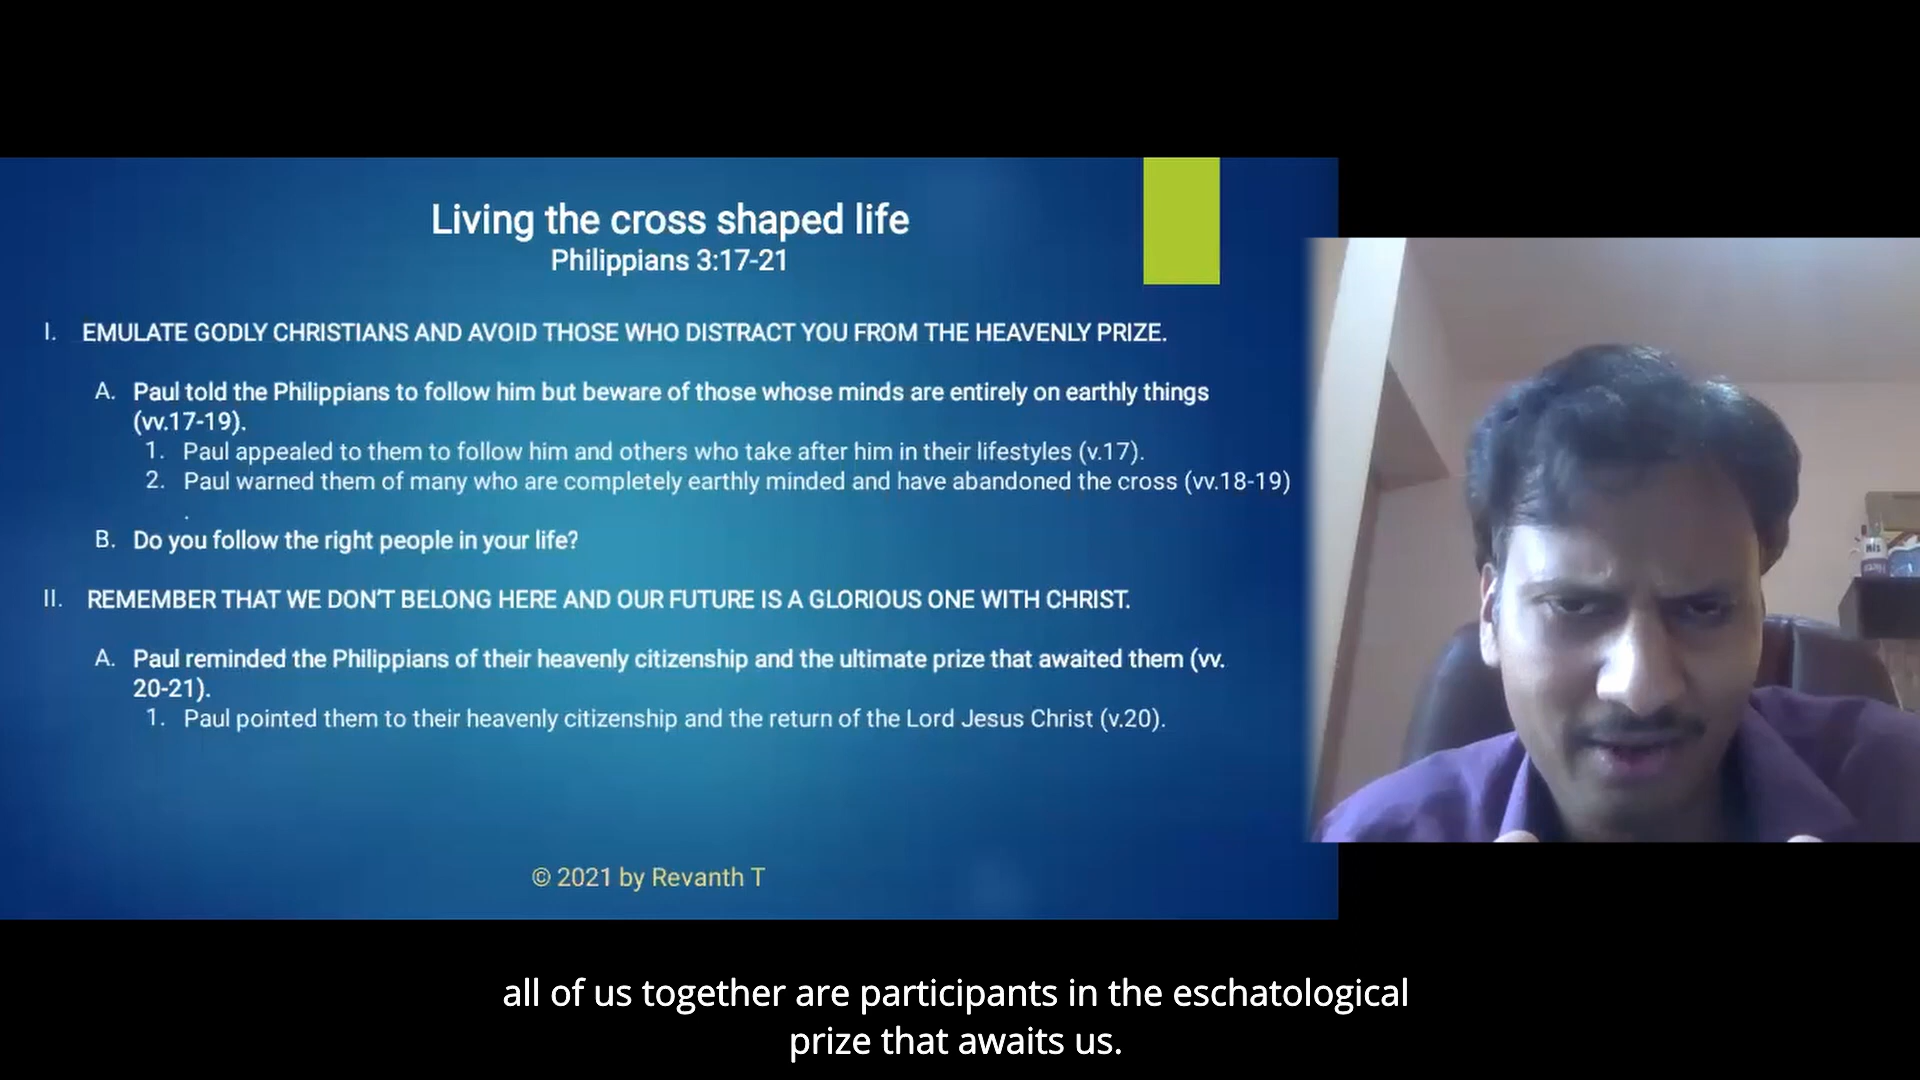 Living the cross shaped life
Philippians 3:17-21
I. EMULATE GODLY CHRISTIANS AND AVOID THOSE WHO DISTRACT YOU FROM THE HEAVENLY PRIZE.
A. Paul told the Philippians to follow him but beware of those whose minds are entirely on earthly things
(vv.17-19).
1. Paul appealed to them to follow him and others who take after him in their lifestyles (v.17).
2. Paul warned them of many who are completely earthly minded and have abandoned the cross (vv.18-19)
.
B. Do you follow the right people in your life?
II. REMEMBER THAT WE DON'T BELONG HERE AND OUR FUTURE IS A GLORIOUS ONE WITH CHRIST.
A. Paul reminded the Philippians of their heavenly citizenship and the ultimate prize that awaited them (vv.
20-21).
1. Paul pointed them to their heavenly citizenship and the return of the Lord Jesus Christ (v.20).
© 2021 by Revanth T
all of us together are participants in the eschatological
prize that awaits us.